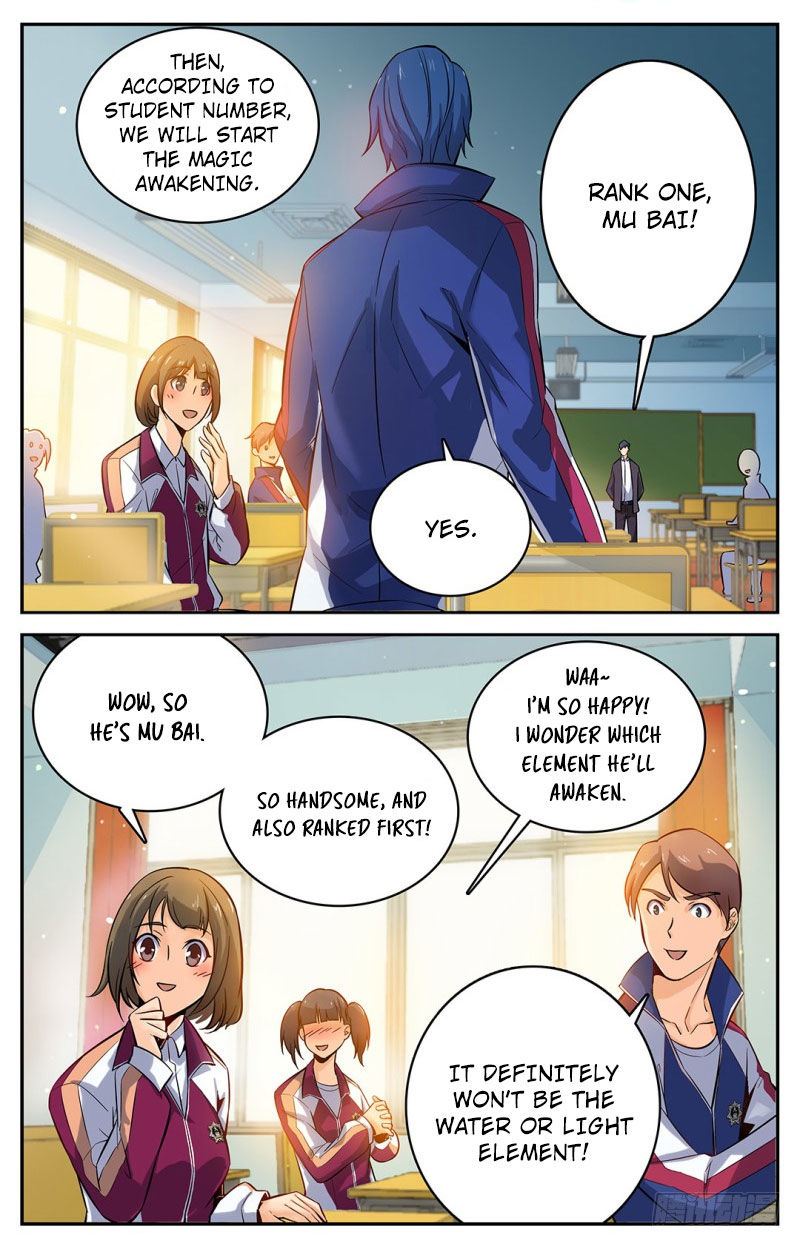 THEN,
ACCORDING TO
STUDENT NUMBER,
WE WILL START
THE MAGIC
AWAKENING.
RANK ONE,
MU BAI!
YES.
WOW, SO
HE'S MU BAI.
SO HANDSOME, AND
ALSO RANKED FIRST!
WAA~
I'M SO HAPPY!
I WONDER WHICH
ELEMENT HE'LL
AWAKEN.
IT DEFINITELY
WON'T BE THE
WATER OR LIGHT
ELEMENT!